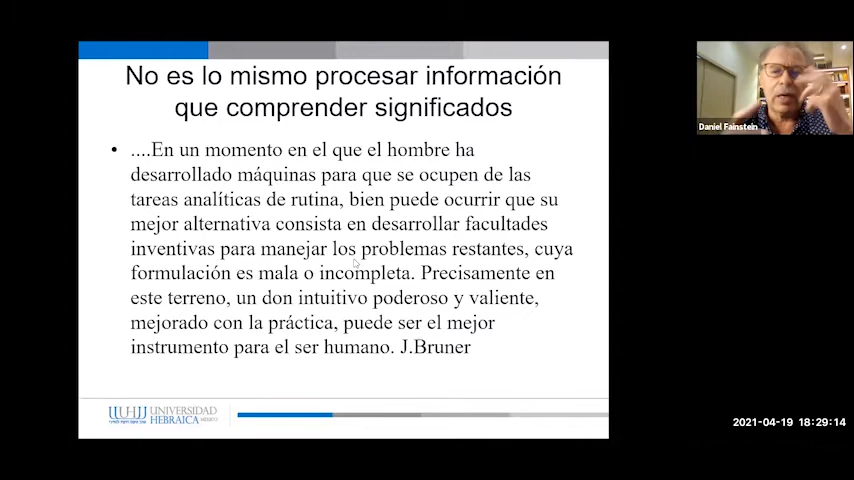 No es lo mismo procesar información
que comprender significados
• ....En un momento en el que el hombre ha
desarrollado máquinas para que se ocupen de las
tareas analíticas de rutina, bien puede ocurrir que su
mejor alternativa consista en desarrollar facultades
inventivas para manejar los problemas restantes, cuya
formulación es mala o incompleta. Precisamente en
este terreno, un don intuitivo poderoso y valiente,
mejorado con la práctica, puede ser el mejor
instrumento para el ser humano. J.Bruner
UNIVERSIDAD
HEBRAICA MÉXICO
Daniel Fainstein
2021-04-19 18:29:14